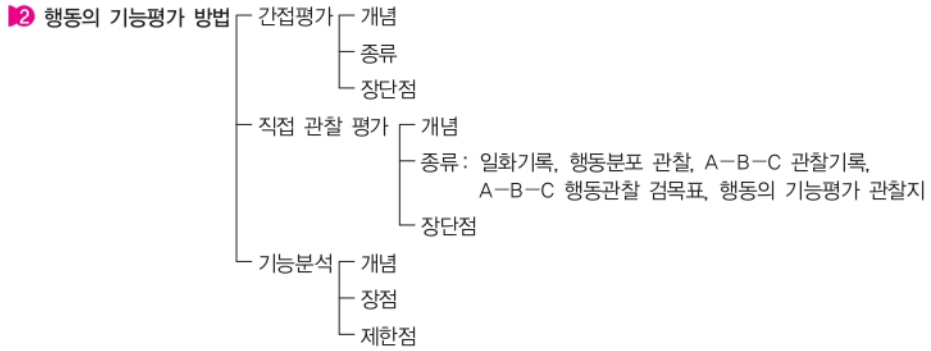 2 행동의 기능평가 방법 간접평가 개념
종류
장단점
직접 관찰 평가 개념
종류: 일화기록, 행동분포 관찰, A-B-C 관찰기록,
A-B-C 행동관찰 검목표, 행동의 기능평가 관찰지
장단점
기능분석 개념
장점
제한점